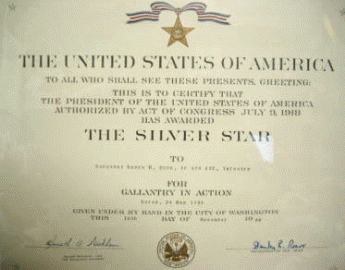 THE UNITED STATES OF AMERICA
TO ALL WHO SHALL SEE THESE PRESENTS, GREETING:
THIS IS TO CERTIFY THAT
THE PRESIDENT OF THE UNITED STATES OF AMERICA
AUTHORIZED BY ACT OF CONGRESS JULY 9, 1918
HAS AWARDED
THE SILVER STAR
TO
FOR
GALLANTRY IN ACTION
GIVEN UNDER MY HAND IN THE CITY OF WASHINGTON
THIS DAY OF 19